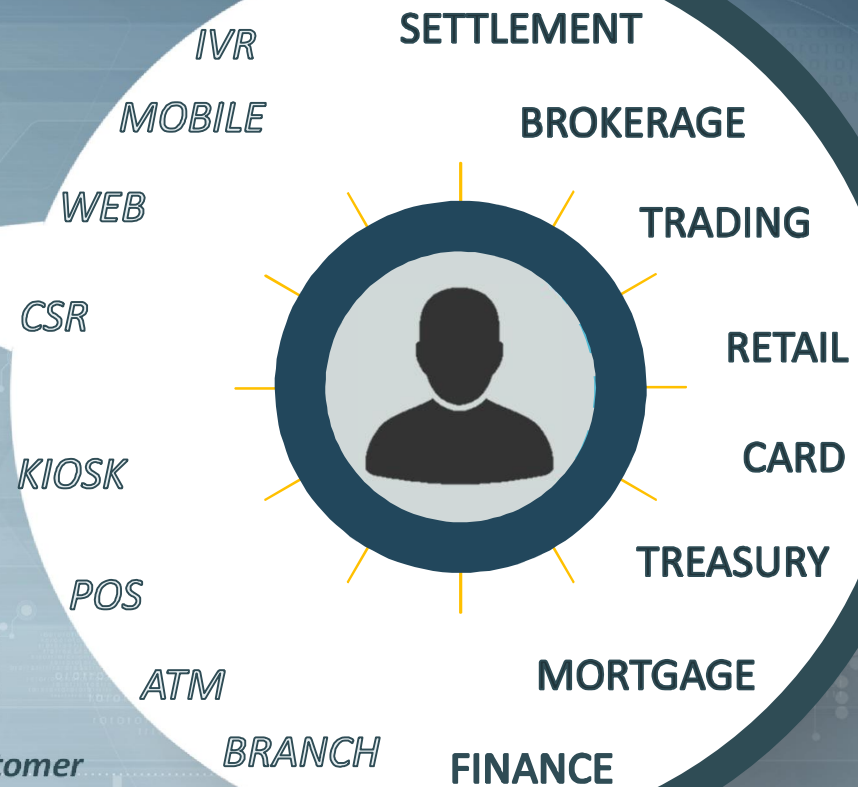 IVR
SETTLEMENT
MOBILE
BROKERAGE
WEB
TRADING
CSR
RETAIL
CARD
KIOSK
TREASURY
POS
ATM
MORTGAGE
BRANCH
FINANCE